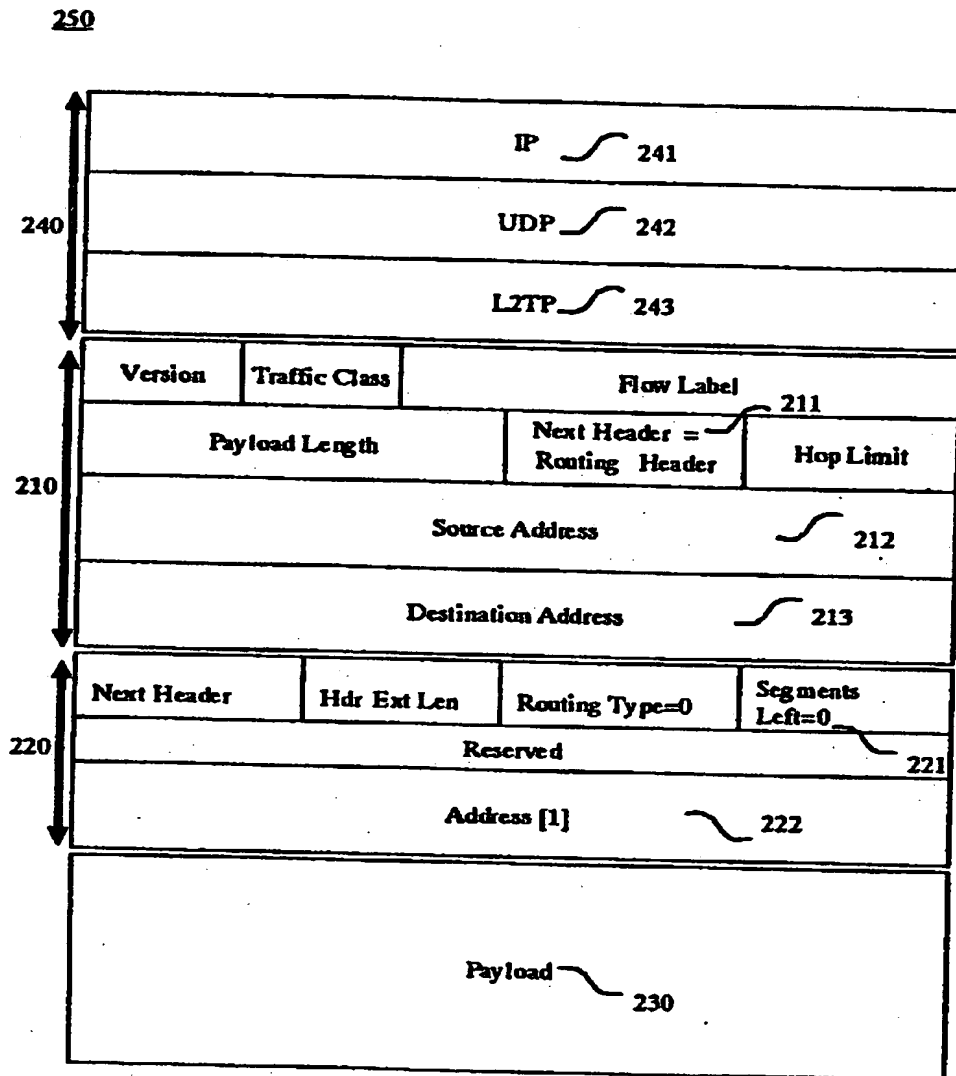 250
IP 241
240
UDP 242
L2TP 243
Version Traffic Class Flow Label
211
Payload Length Next Header = Routing Header Hop Limit
210
Source Address 212
Destination Address 213
Next Header Hdr Ext Len Routing Type=0 Segments Left=0
220
Reserved 221
Address [1] 222
Payload 230